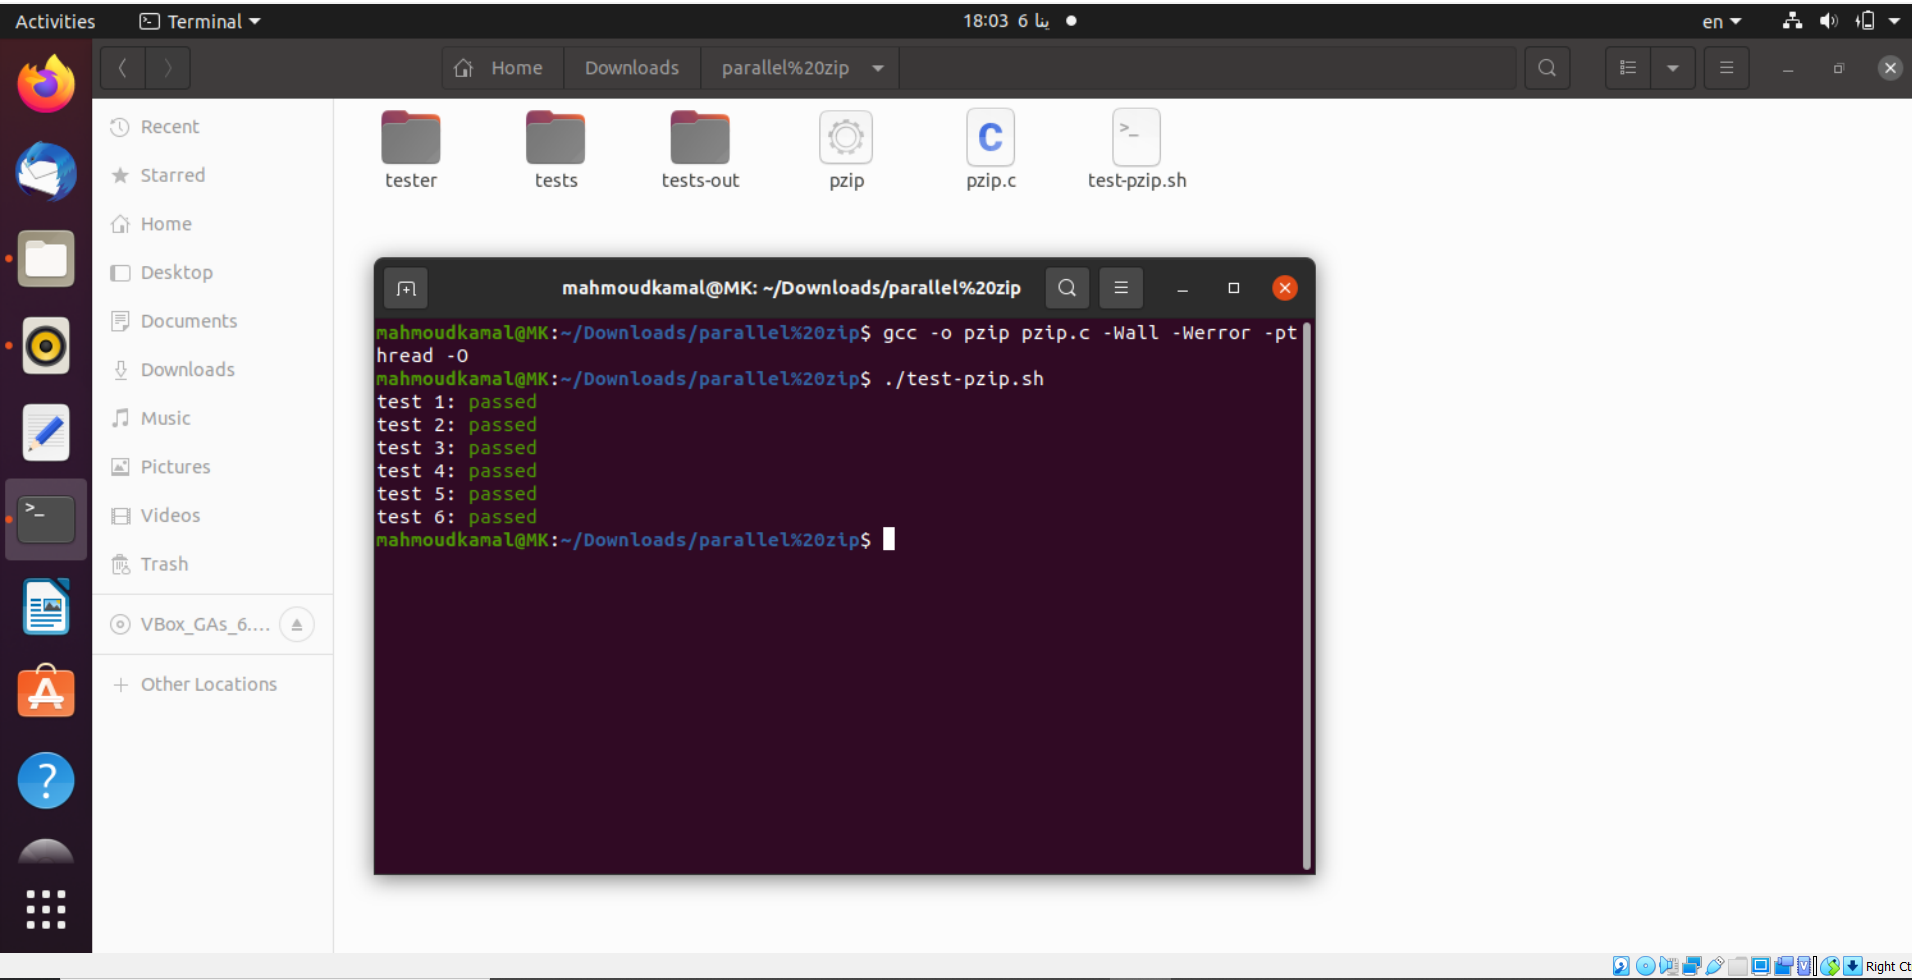 Activities Terminal 18:03 6 ينا en
Home Downloads parallel%20zip
Recent
Starred
Home
Desktop
Documents
Downloads
Music
Pictures
Videos
Trash
VBox_GAs_6....
Other Locations
tester tests tests-out pzip pzip.c test-pzip.sh
mahmoudkamal@MK: ~/Downloads/parallel%20zip
mahmoudkamal@MK:~/Downloads/parallel%20zip$ gcc -o pzip pzip.c -Wall -Werror -pt
hread -O
mahmoudkamal@MK:~/Downloads/parallel%20zip$ ./test-pzip.sh
test 1: passed
test 2: passed
test 3: passed
test 4: passed
test 5: passed
test 6: passed
mahmoudkamal@MK:~/Downloads/parallel%20zip$
Right Ct